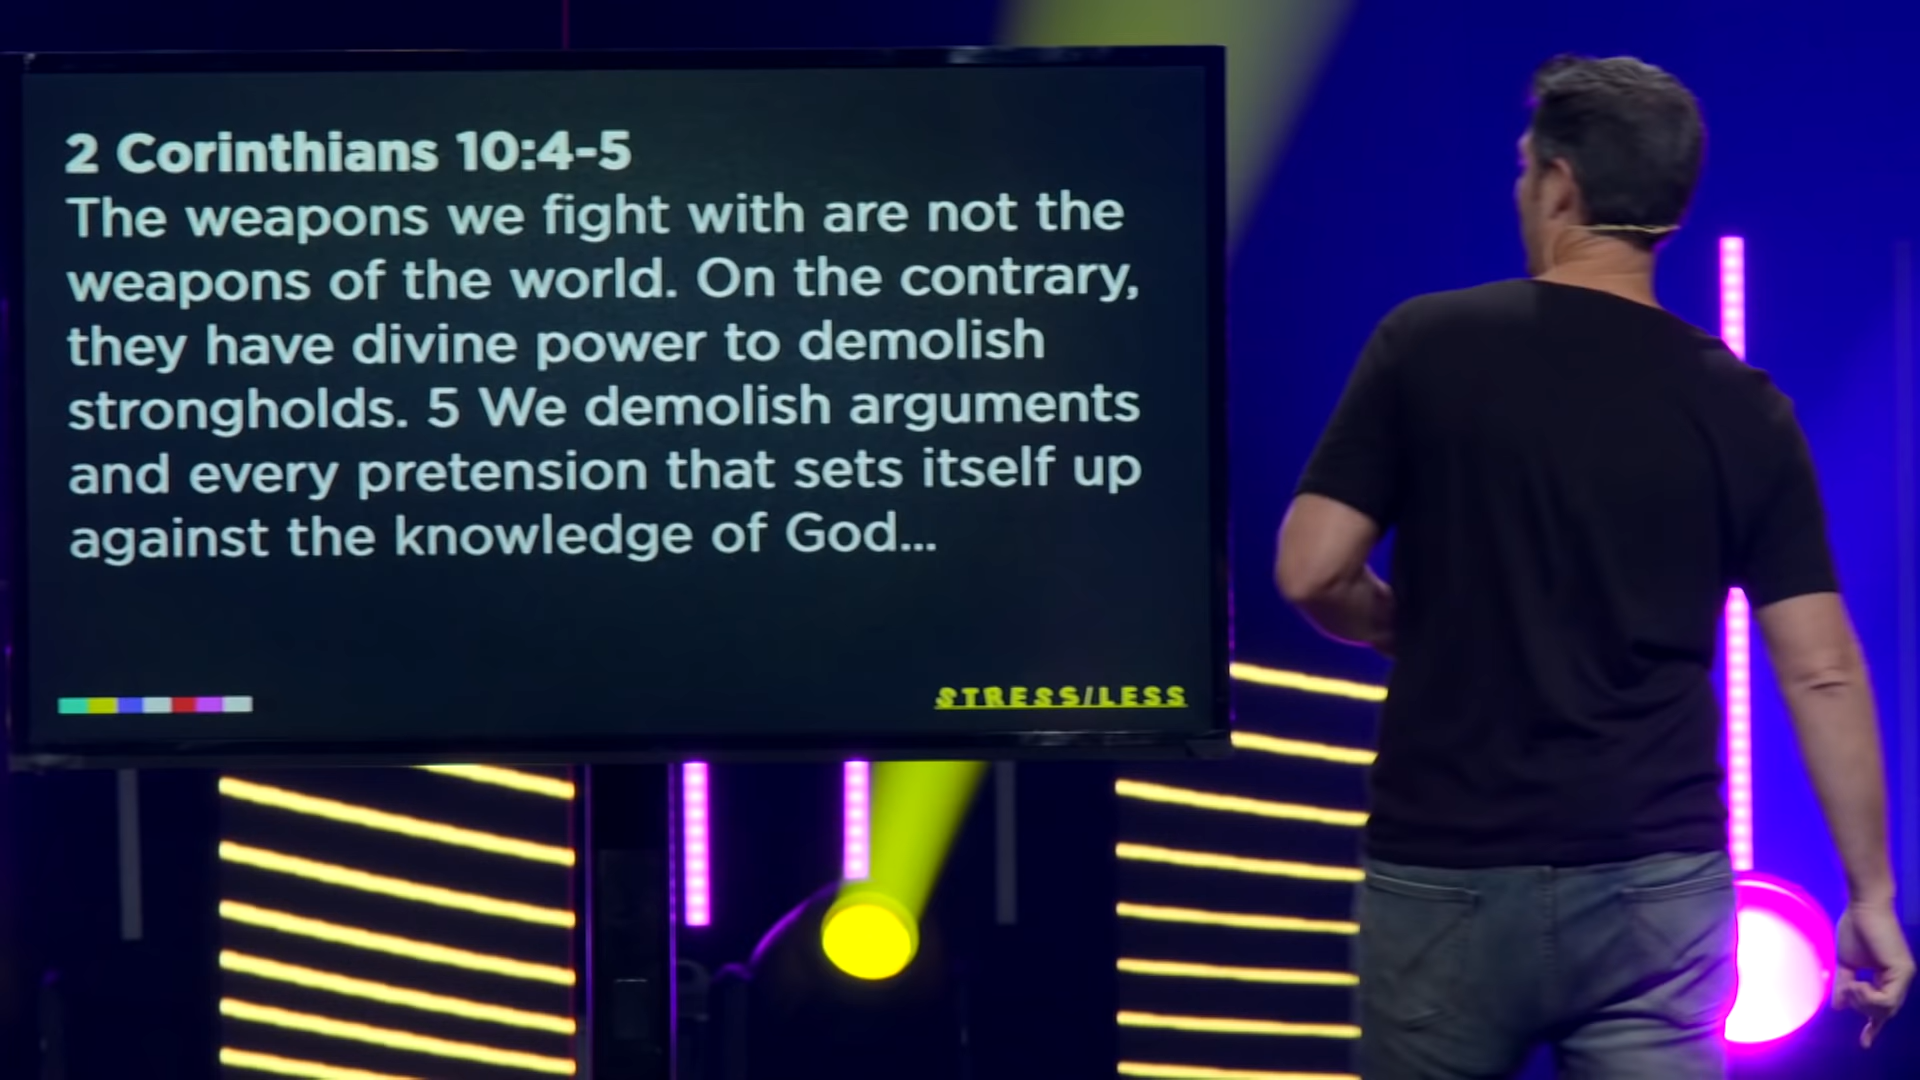 2 Corinthians 10:4-5
The weapons we fight with are not the
weapons of the world. On the contrary,
they have divine power to demolish
strongholds. 5 We demolish arguments
and every pretension that sets itself up
against the knowledge of God...
STRESS/LESS